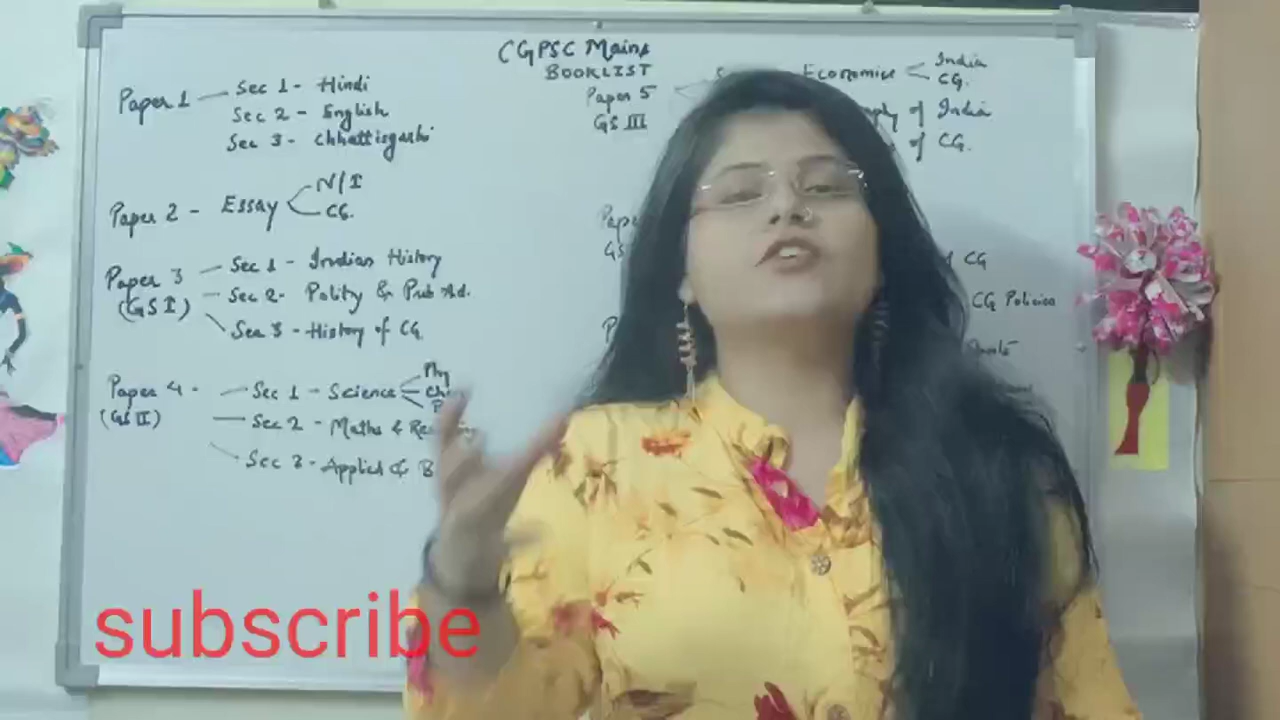 CGPSC Mains
BOOKLIST
Paper 1 Sec 1 - Hindi
Sec 2 - English
Sec 3 - Chhattisgarhi
Paper 2 - Essay N/I
CG.
Paper 3 Sec 1 - Indian History
(GS I) Sec 2 - Polity & Pub Ad.
Sec 3 - History of CG
Paper 4 - Sec 1 - Science Phy
(GS II) Sec 2 - Maths &
Sec 3 - Applied &
Paper 5 Economics India
CG.
GS III of India
of CG.
CG
CG Policies
subscribe